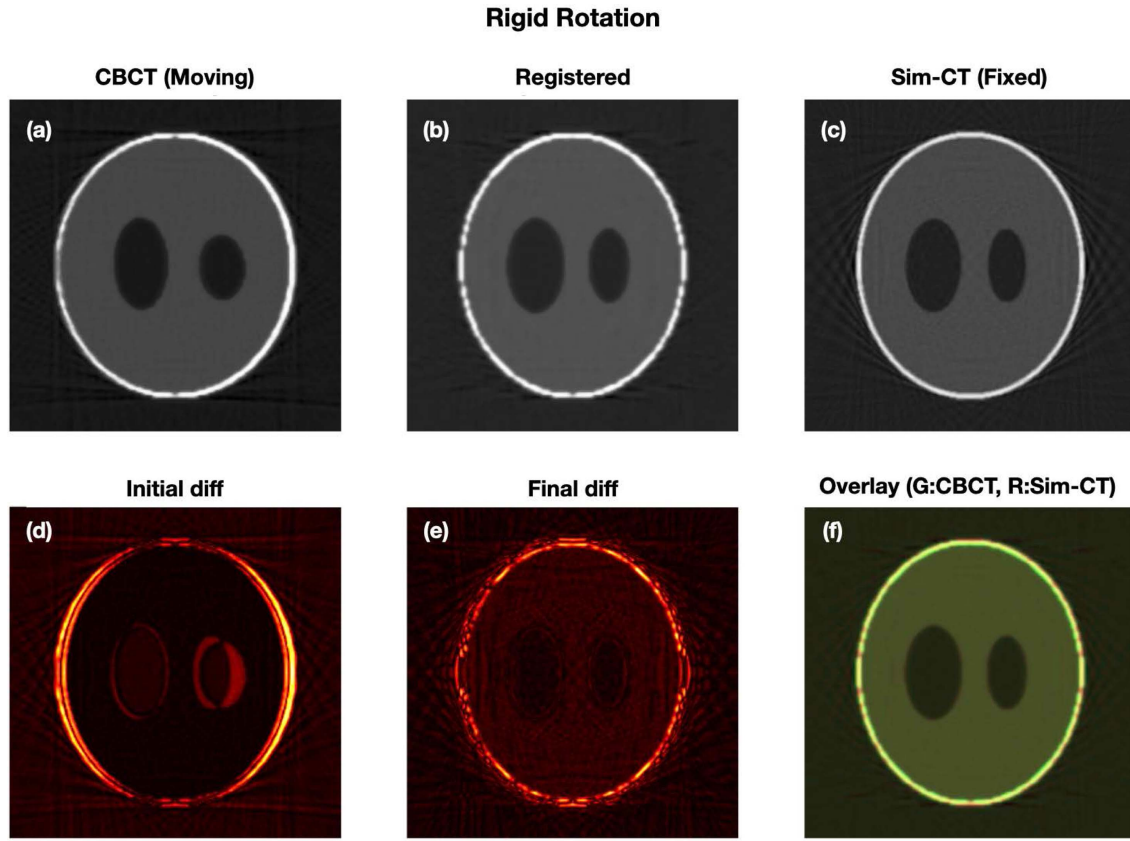 Rigid Rotation
CBCT (Moving)
Registered
Sim-CT (Fixed)
(a)
(b)
(c)
Initial diff
Final diff
Overlay (G:CBCT, R:Sim-CT)
(d)
(e)
(f)